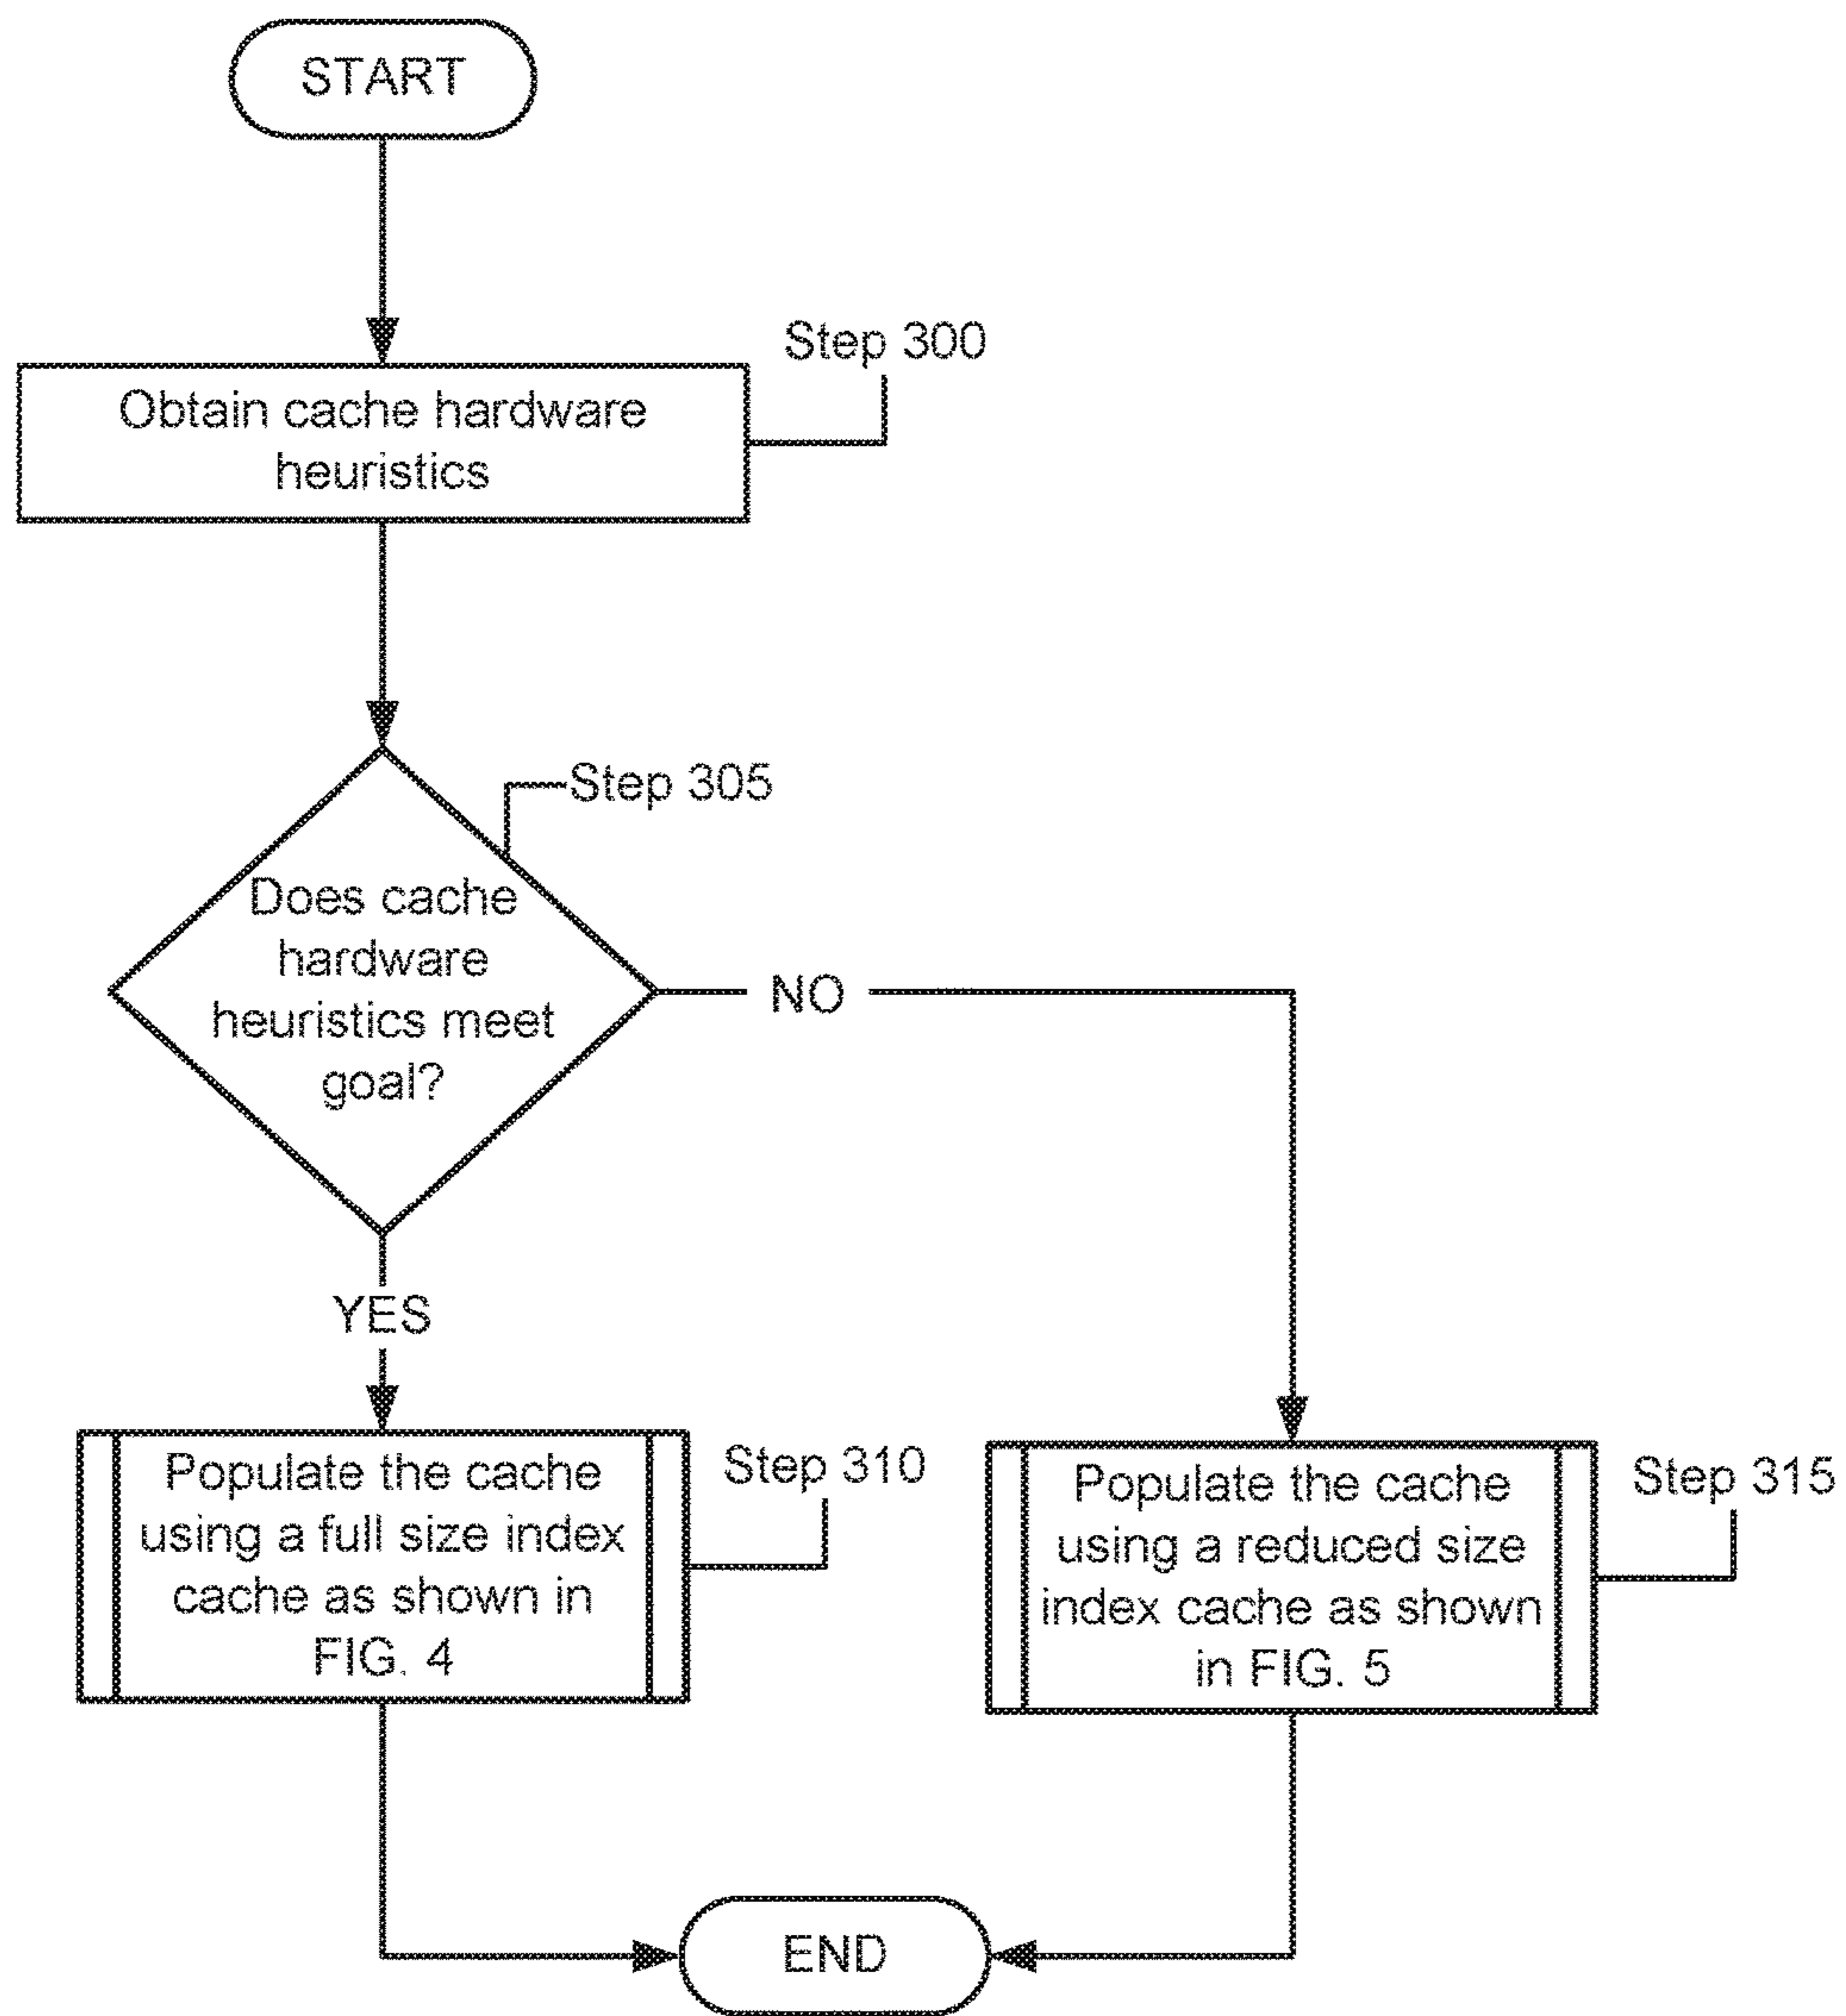 START
Step 300
Obtain cache hardware
heuristics
Step 305
Does cache
hardware
heuristics meet
goal?
NO
YES
Populate the cache
using a full size index
cache as shown in
FIG. 4
Step 310
Populate the cache
using a reduced size
index cache as shown
in FIG. 5
Step 315
END